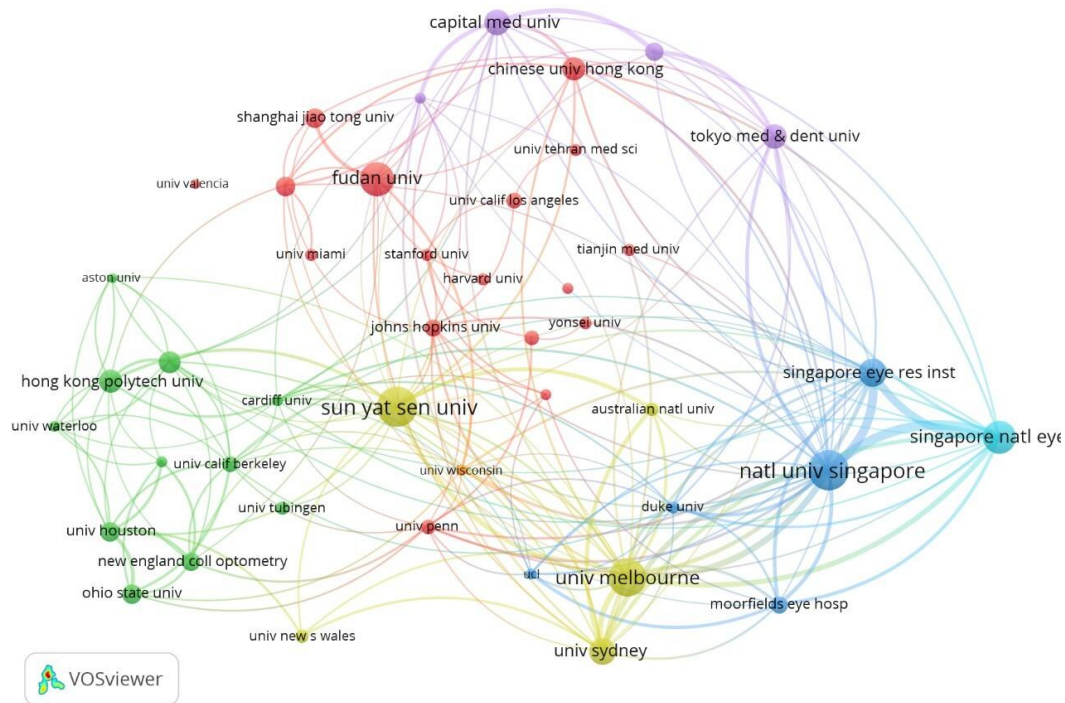 capital med univ
chinese univ hong kong
shanghai jiao tong univ
tokyo med & dent univ
univ tehran med sci
fudan univ
univ valencia
univ calif los angeles
univ miami
stanford univ
tianjin med univ
harvard univ
aston univ
johns hopkins univ
yonsei univ
singapore eye res inst
hong kong polytech univ
cardiff univ
sun yat sen univ
australian natl univ
univ waterloo
singapore natl eye
univ calif berkeley
univ wisconsin
natl univ singapore
univ tubingen
duke univ
univ houston
univ penn
new england coll optometry
ucl
univ melbourne
ohio state univ
moorfields eye hosp
univ new s wales
univ sydney
VOSviewer